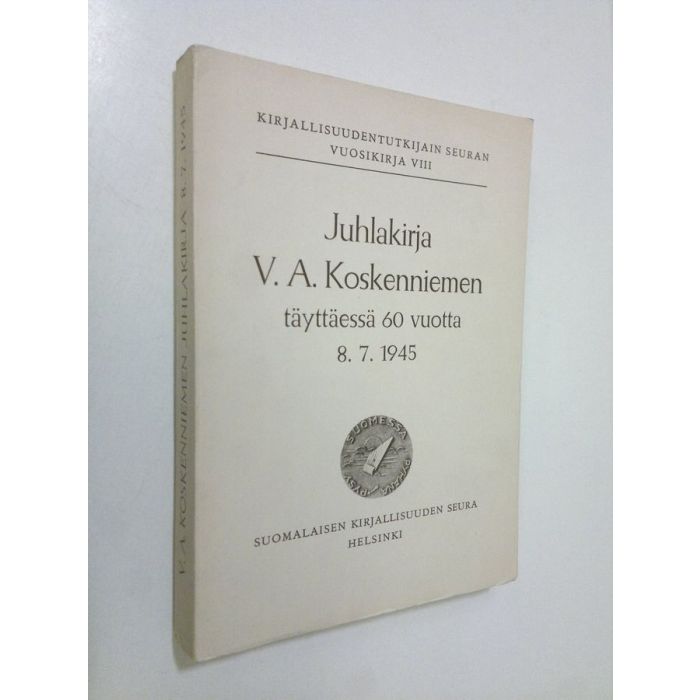 KIRJALLISUUDENTUTKIJAIN SEURAN
VUOSIKIRJA VIII
Juhlakirja
V. A. Koskenniemen
täyttäessä 60 vuotta
8. 7. 1945
SUOMESSA
SUOMALAISEN KIRJALLISUUDEN SEURA
HELSINKI
V. A. KOSKENNIEMEN JUHLAKIRJA 8. 7. 1945